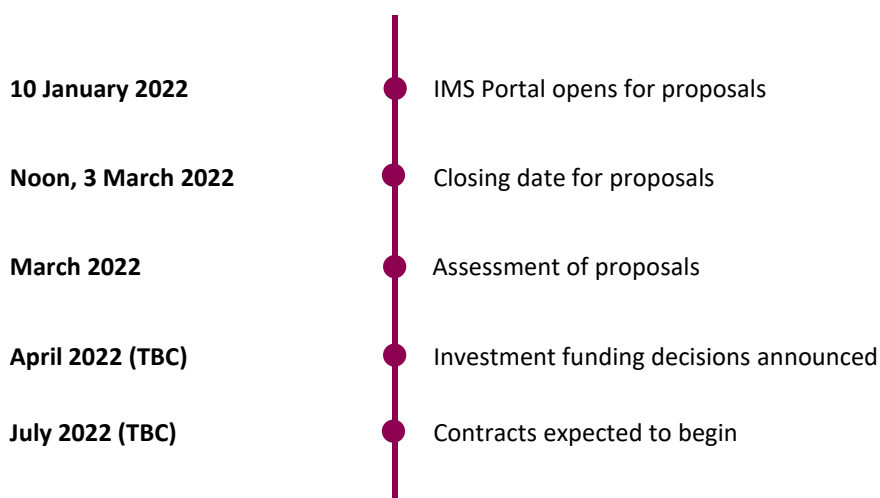 10 January 2022 IMS Portal opens for proposals
Noon, 3 March 2022 Closing date for proposals
March 2022 Assessment of proposals
April 2022 (TBC) Investment funding decisions announced
July 2022 (TBC) Contracts expected to begin